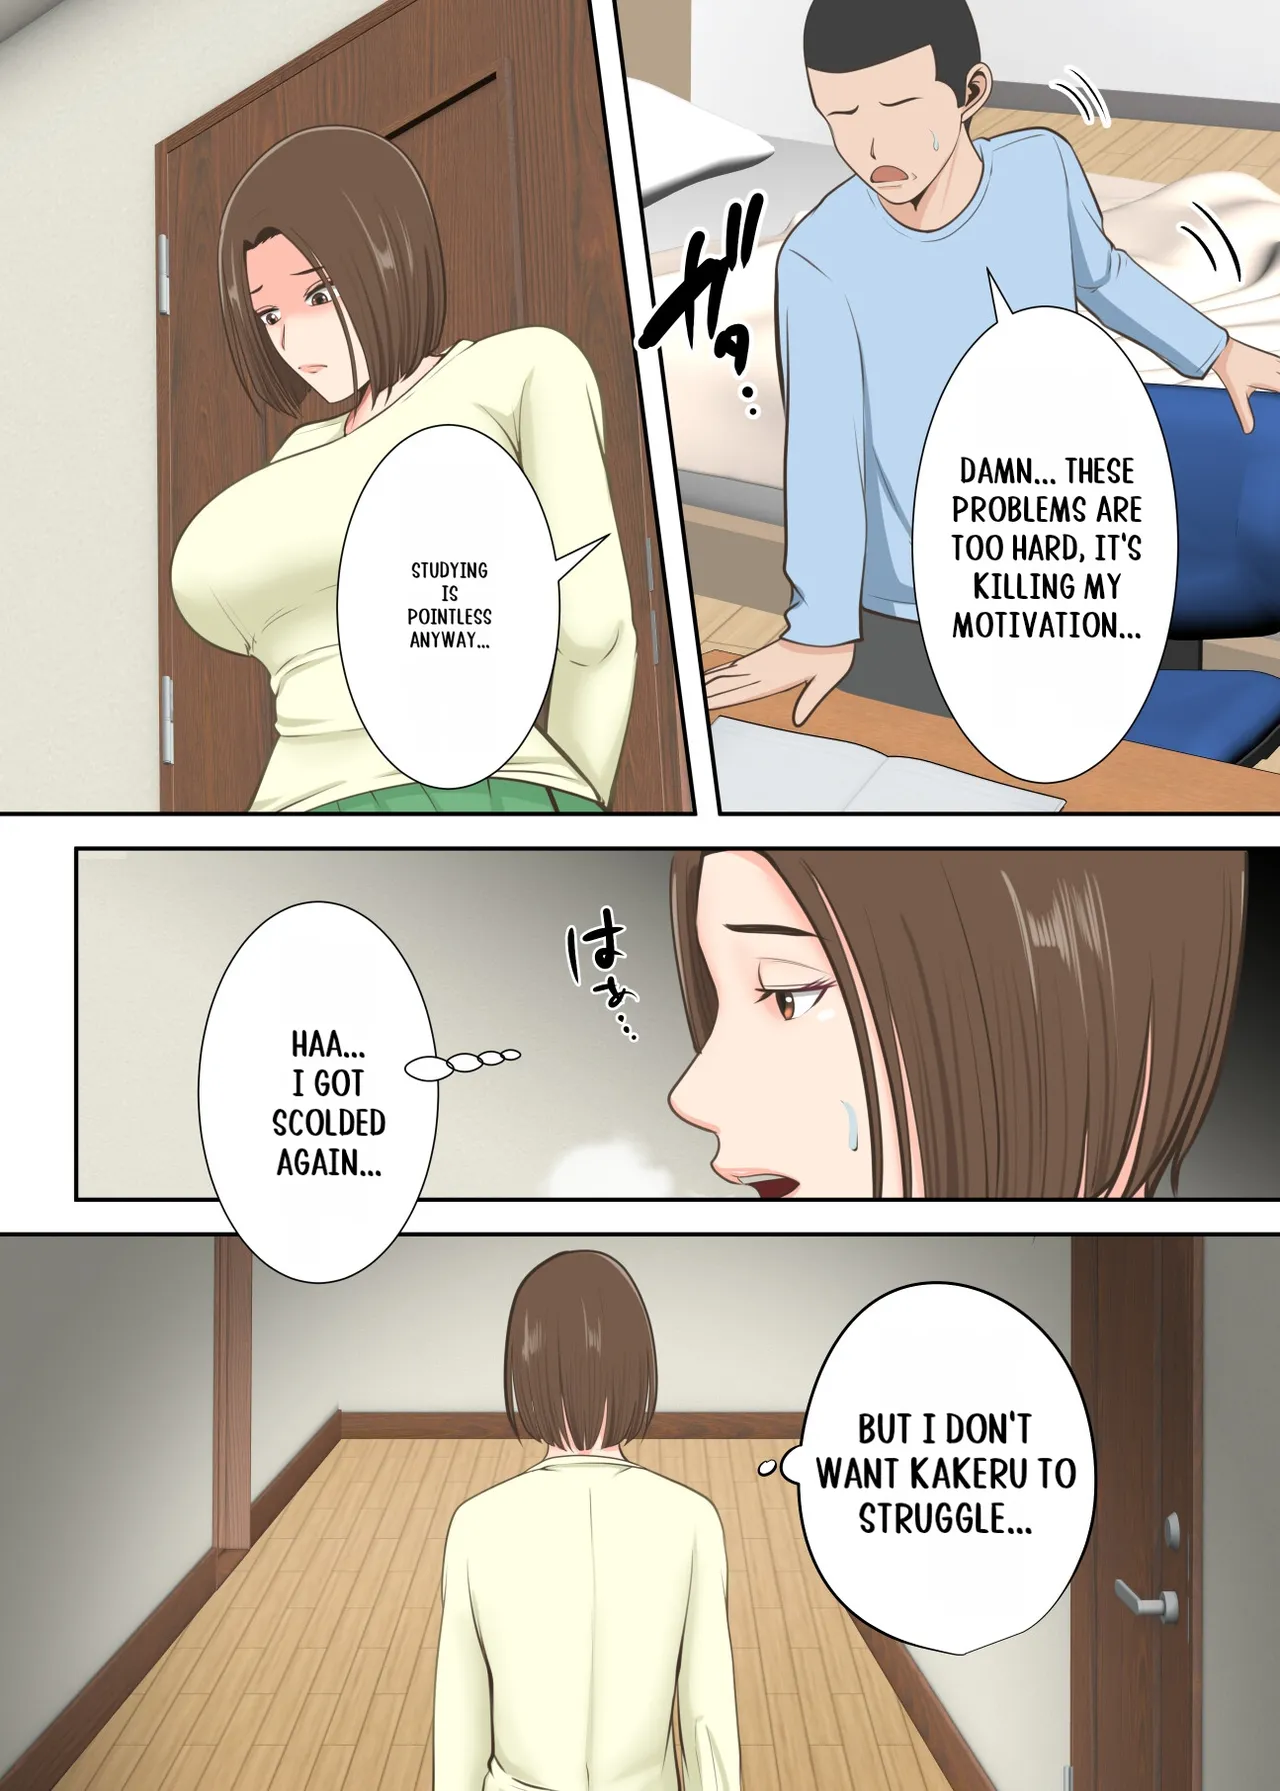 DAMN... THESE
PROBLEMS ARE
TOO HARD, IT'S
KILLING MY
MOTIVATION...
ガタ...
STUDYING
IS
POINTLESS
ANYWAY...
はぁ...
HAA...
I GOT
SCOLDED
AGAIN...
BUT I DON'T
WANT KAKERU TO
STRUGGLE...